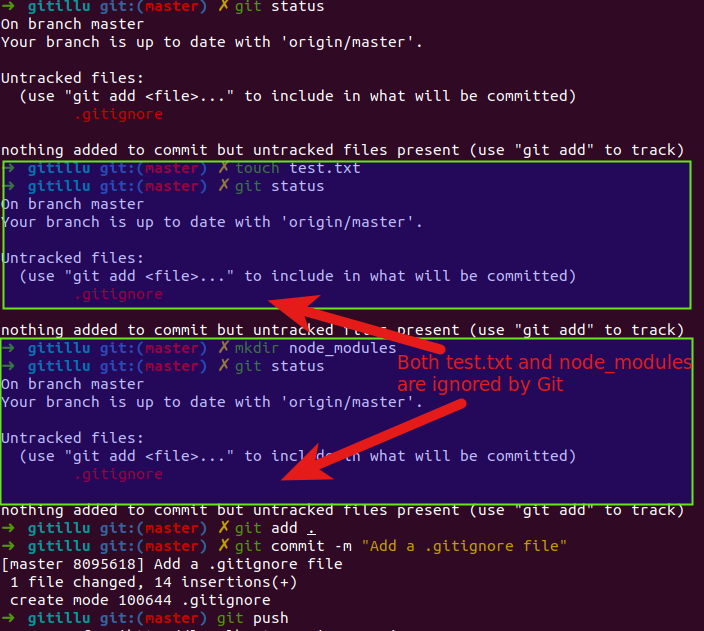 ➜ gitillu git:(master) ✗ git status
On branch master
Your branch is up to date with 'origin/master'.
Untracked files:
(use "git add <file>..." to include in what will be committed)
.gitignore
nothing added to commit but untracked files present (use "git add" to track)
➜ gitillu git:(master) ✗ touch test.txt
➜ gitillu git:(master) ✗ git status
On branch master
Your branch is up to date with 'origin/master'.
Untracked files:
(use "git add <file>..." to include in what will be committed)
.gitignore
nothing added to commit but untracked files present (use "git add" to track)
➜ gitillu git:(master) ✗ mkdir node_modules
➜ gitillu git:(master) ✗ git status
Both test.txt and node_modules
are ignored by Git
On branch master
Your branch is up to date with 'origin/master'.
Untracked files:
(use "git add <file>..." to include in what will be committed)
.gitignore
nothing added to commit but untracked files present (use "git add" to track)
➜ gitillu git:(master) ✗ git add .
➜ gitillu git:(master) ✗ git commit -m "Add a .gitignore file"
[master 8095618] Add a .gitignore file
1 file changed, 14 insertions(+)
create mode 100644 .gitignore
➜ gitillu git:(master) git push